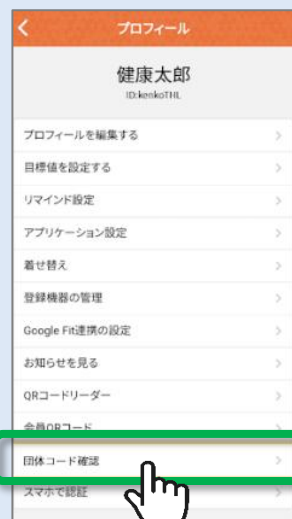 プロフィール
健康太郎
ID:kenkoTHL
プロフィールを編集する
目標値を設定する
リマインド設定
アプリケーション設定
着せ替え
登録機器の管理
Google Fit連携の設定
お知らせを見る
QRコードリーダー
会員QRコード
団体コード確認
スマホで認証